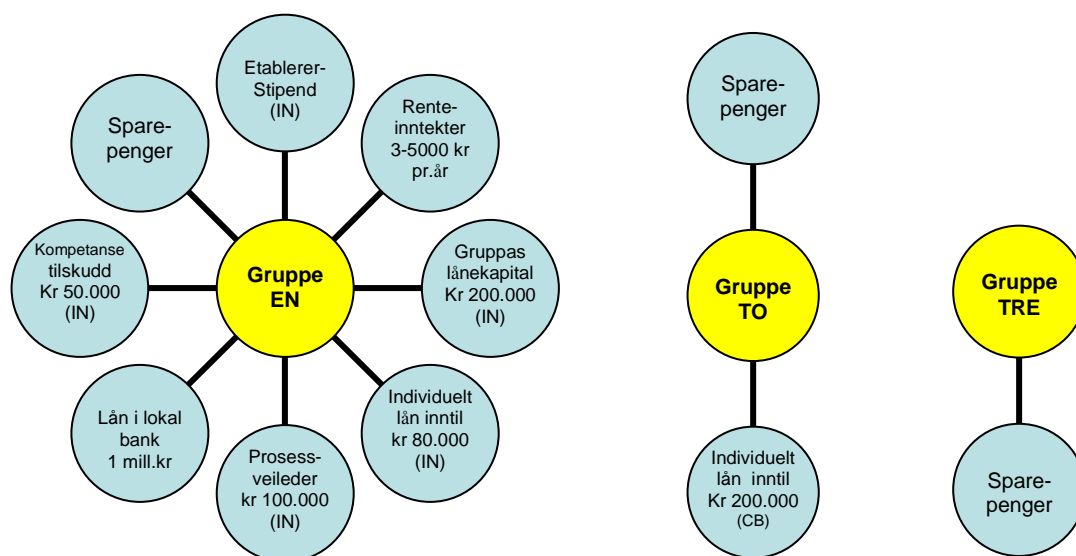 Etablerer-
Stipend
(IN)
Rente-
inntekter
3-5000 kr
pr.år
Spare-
penger
Kompetanse
tilskudd
Kr 50.000
(IN)
Gruppe
EN
Gruppas
lånekapital
Kr 200.000
(IN)
Lån i lokal
bank
1 mill.kr
Prosess-
veileder
kr 100.000
(IN)
Individuelt
lån inntil
kr 80.000
(IN)
Spare-
penger
Gruppe
TO
Individuelt
lån inntil
Kr 200.000
(CB)
Gruppe
TRE
Spare-
penger